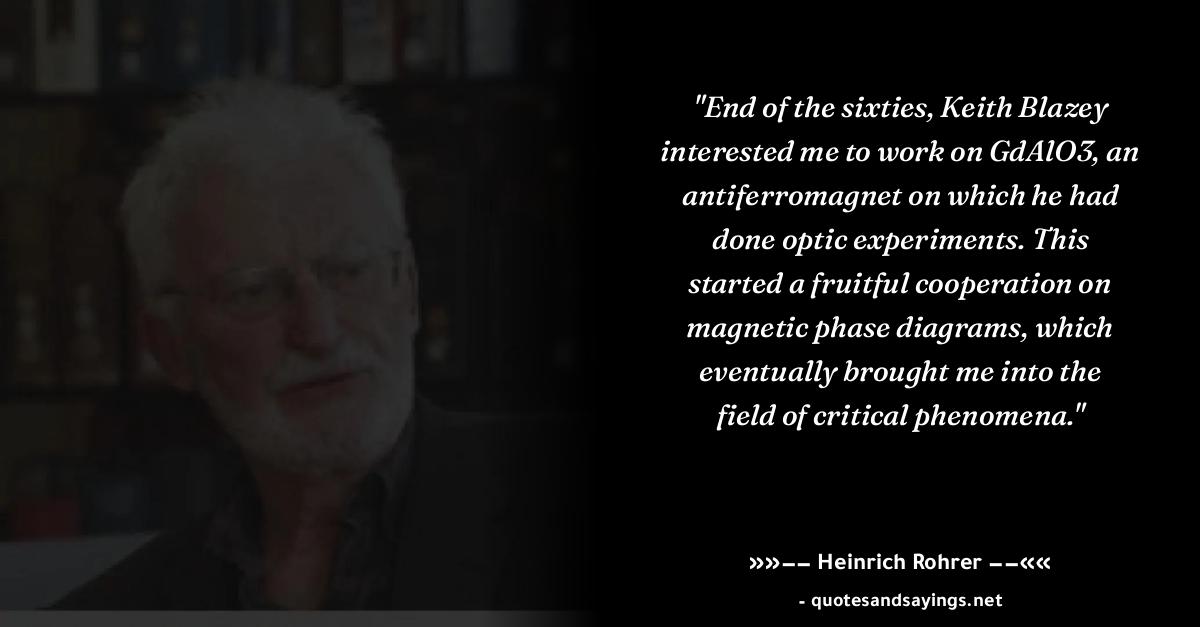 "End of the sixties, Keith Blazey
interested me to work on GdAlO3, an
antiferromagnet on which he had
done optic experiments. This
started a fruitful cooperation on
magnetic phase diagrams, which
eventually brought me into the
field of critical phenomena."
»»–– Heinrich Rohrer ––««
- quotesandsayings.net